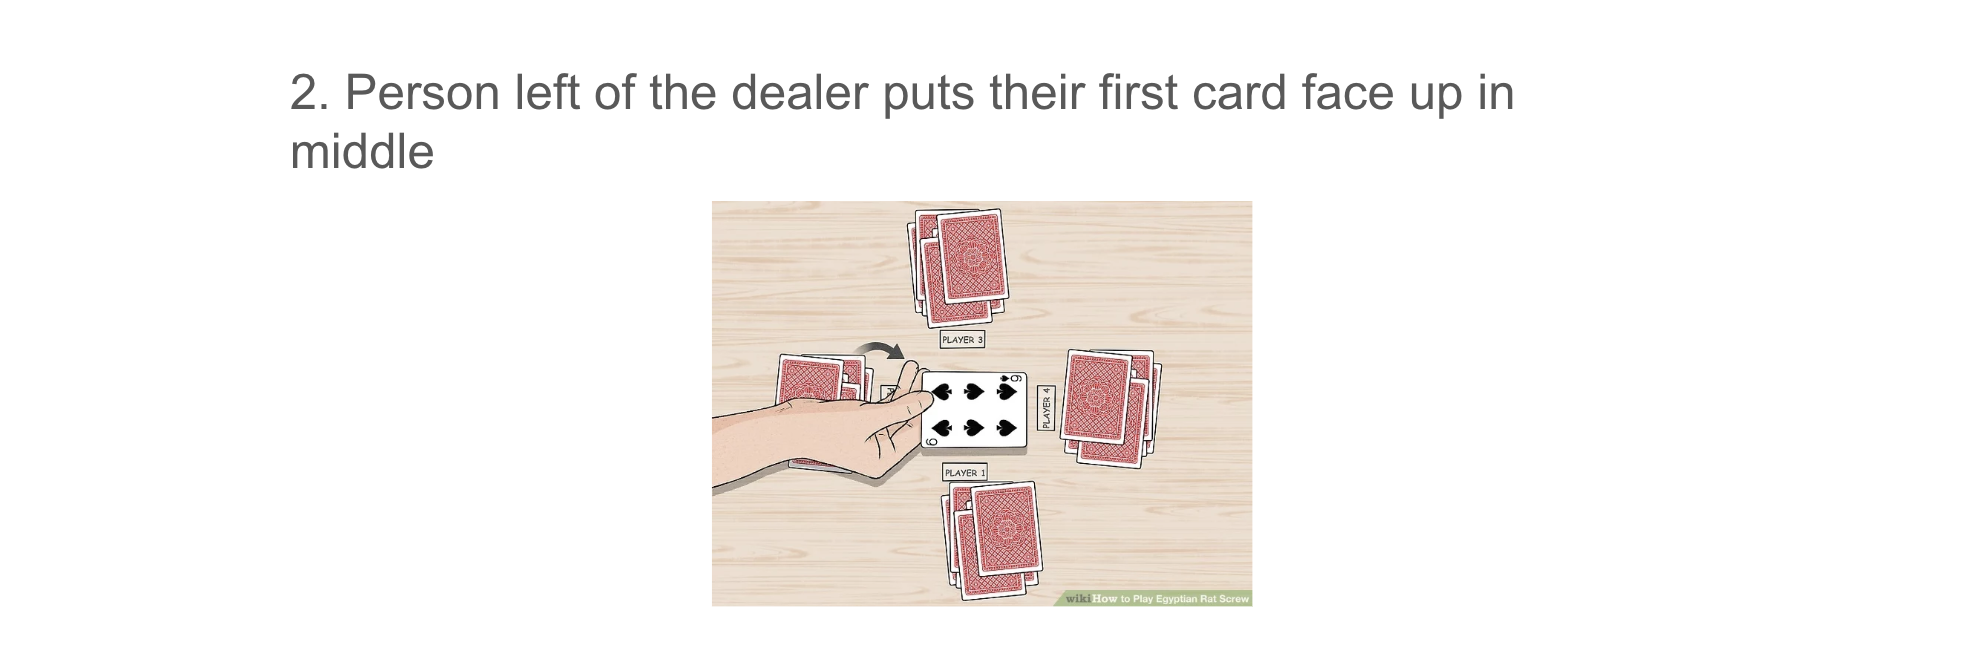 2. Person left of the dealer puts their first card face up in
middle
PLAYER 3
6
PLAYER 4
6
PLAYER 1
wikiHow to Play Egyptian Rat Screw